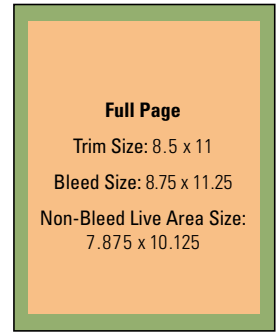 Full Page
Trim Size: 8.5 x 11
Bleed Size: 8.75 x 11.25
Non-Bleed Live Area Size:
7.875 x 10.125